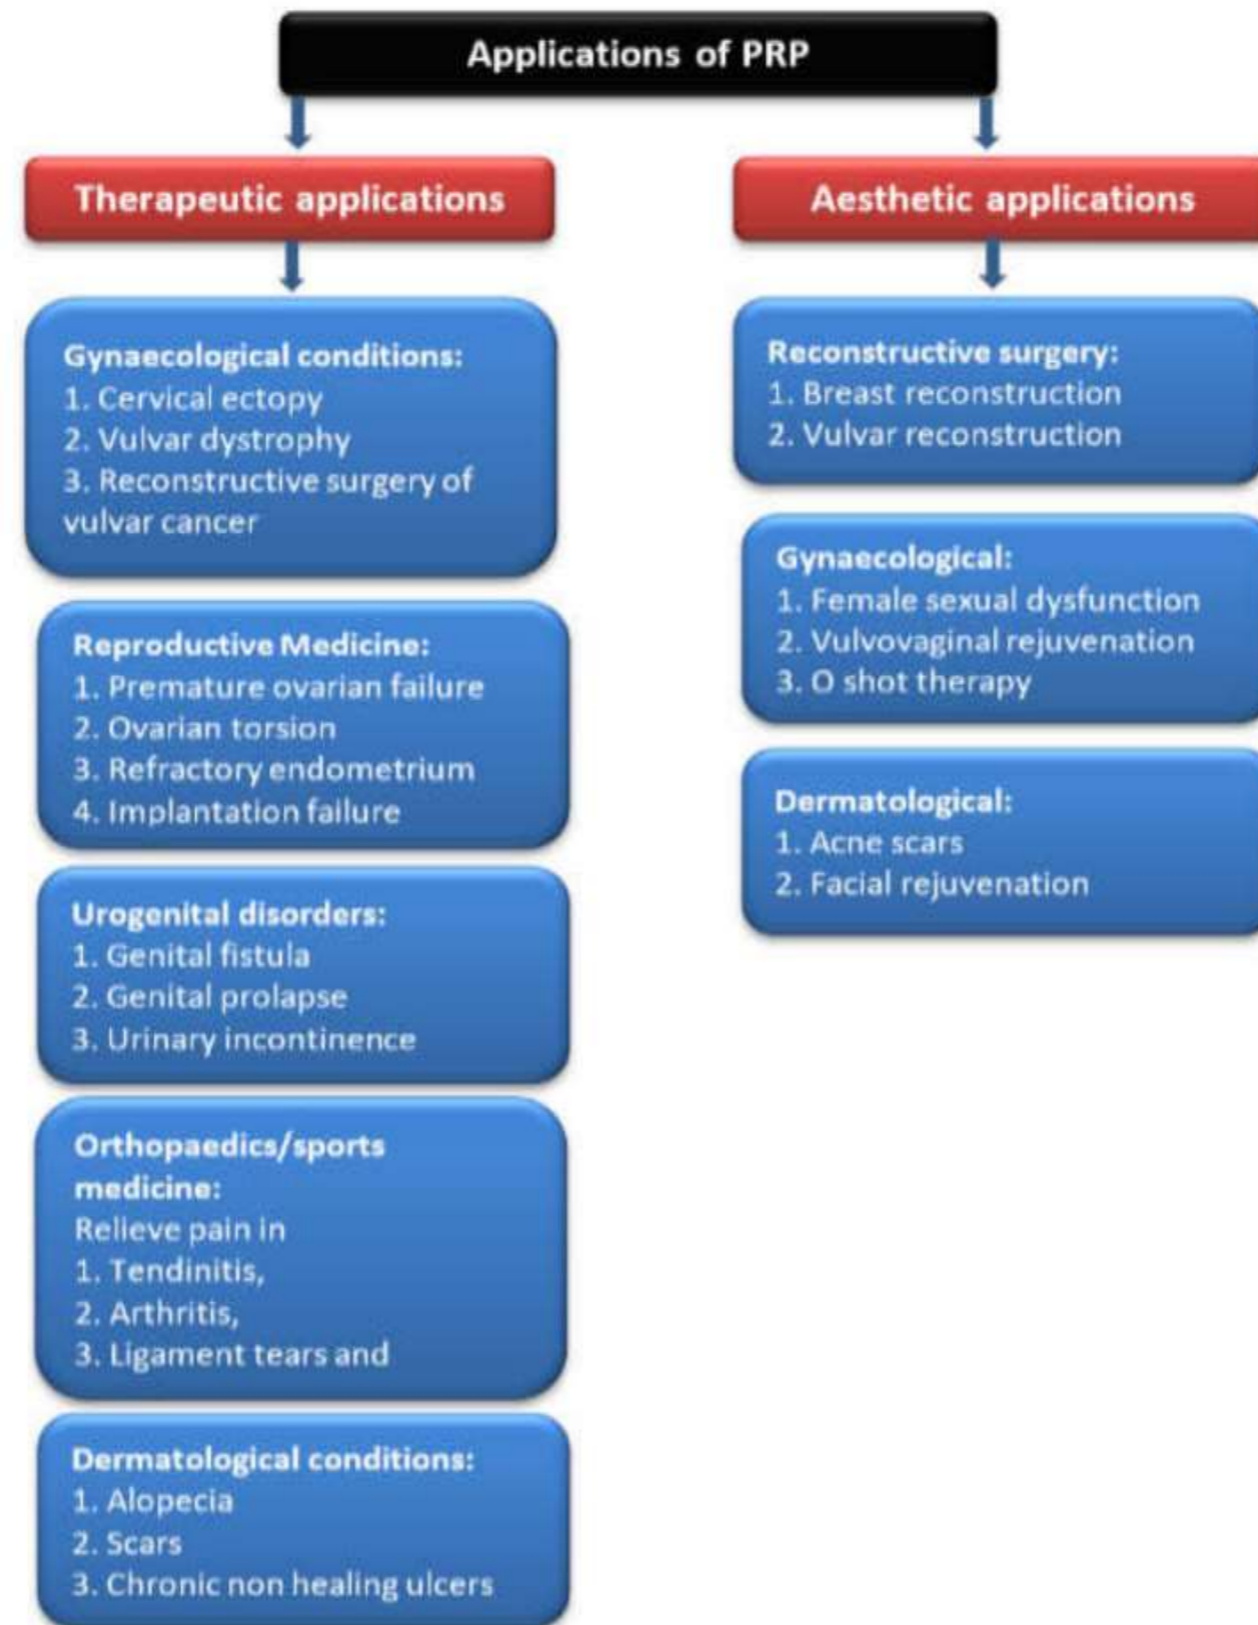 Applications of PRP
Therapeutic applications
Gynaecological conditions:
1. Cervical ectopy
2. Vulvar dystrophy
3. Reconstructive surgery of
vulvar cancer
Reproductive Medicine:
1. Premature ovarian failure
2. Ovarian torsion
3. Refractory endometrium
4. Implantation failure
Urogenital disorders:
1. Genital fistula
2. Genital prolapse
3. Urinary incontinence
Orthopaedics/sports
medicine:
Relieve pain in
1. Tendinitis,
2. Arthritis,
3. Ligament tears and
Dermatological conditions:
1. Alopecia
2. Scars
3. Chronic non healing ulcers
Aesthetic applications
Reconstructive surgery:
1. Breast reconstruction
2. Vulvar reconstruction
Gynaecological:
1. Female sexual dysfunction
2. Vulvovaginal rejuvenation
3. O shot therapy
Dermatological:
1. Acne scars
2. Facial rejuvenation